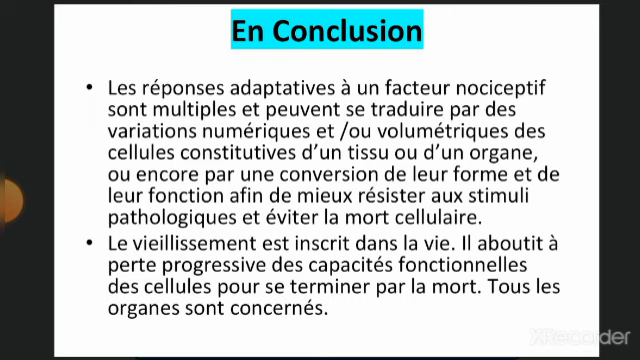 En Conclusion
• Les réponses adaptatives à un facteur nociceptif
sont multiples et peuvent se traduire par des
variations numériques et /ou volumétriques des
cellules constitutives d'un tissu ou d'un organe,
ou encore par une conversion de leur forme et de
leur fonction afin de mieux résister aux stimuli
pathologiques et éviter la mort cellulaire.
• Le vieillissement est inscrit dans la vie. Il aboutit à
perte progressive des capacités fonctionnelles
des cellules pour se terminer par la mort. Tous les
organes sont concernés.
XRecorder